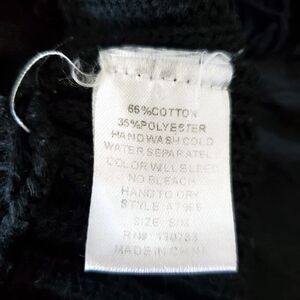 66%COTTON
35%POLYESTER
HANDWASH COLD
WATER SEPARATELY
COLOR WILL BLEED
NO BLEACH
HANG TO DRY
SIZE: S/M
MADE IN CHINA